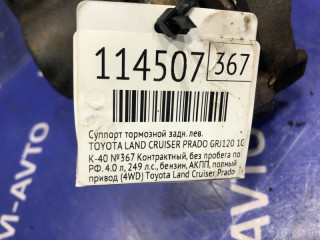 114507 367
Суппорт тормозной задн. лев.
TOYOTA LAND CRUISER PRADO GRJ120 1G
K-40 №367 Контрактный, без пробега по
РФ. 4.0 л, 249 л.с., бензин, АКПП, полный
привод (4WD) Toyota Land Cruiser Prado
М-АВТО